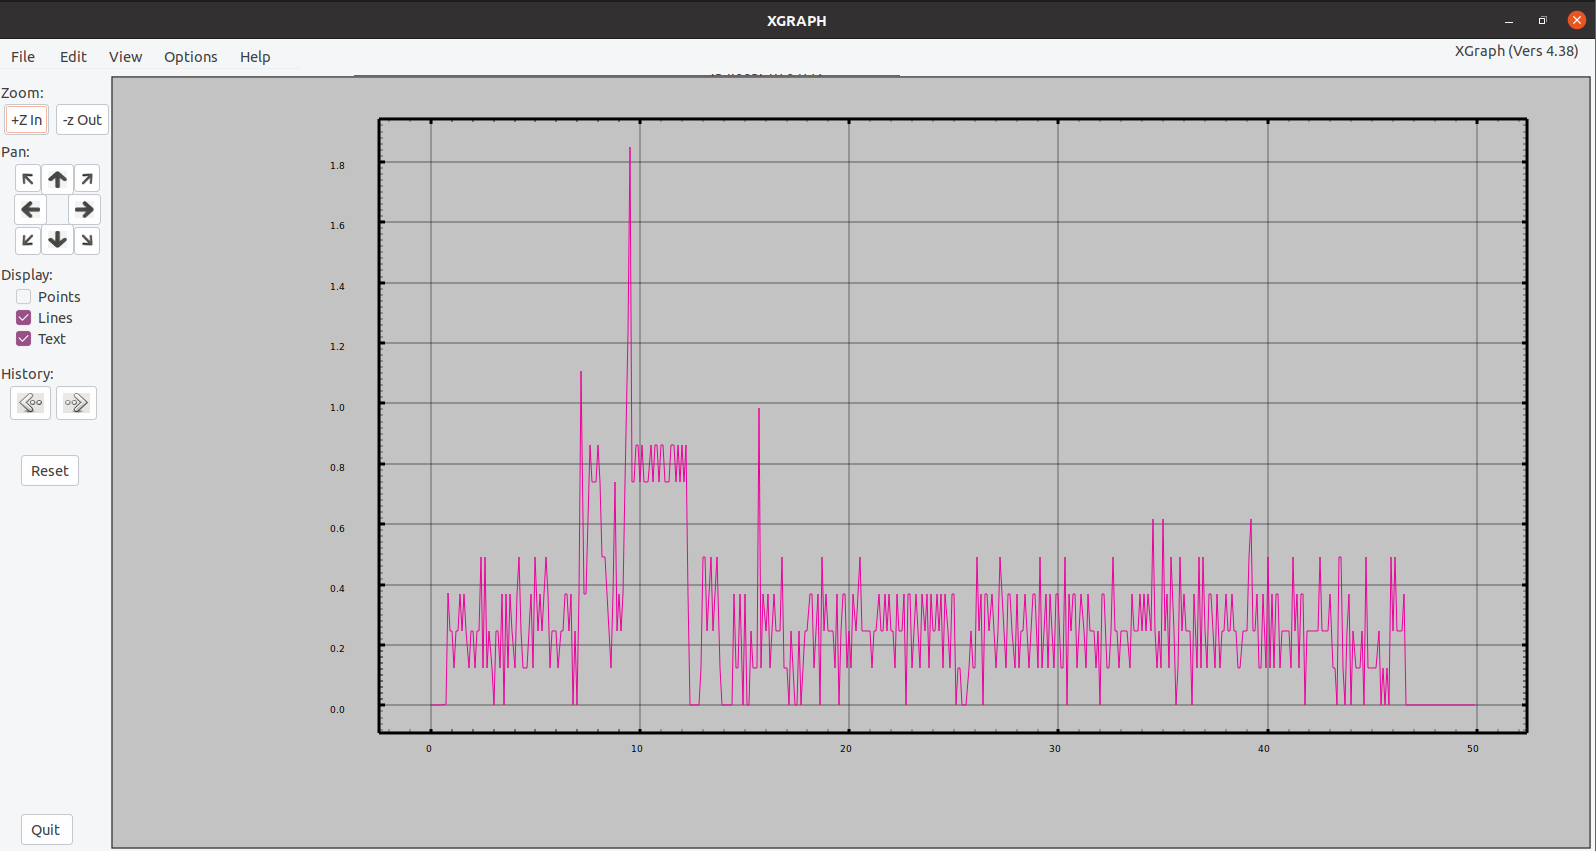 XGRAPH
File Edit View Options Help
XGraph (Vers 4.38)
Zoom:
+Z In -z Out
Pan:
Display:
Points
Lines
Text
History:
Reset
Quit
1.8
1.6
1.4
1.2
1.0
0.8
0.6
0.4
0.2
0.0
0 10 20 30 40 50